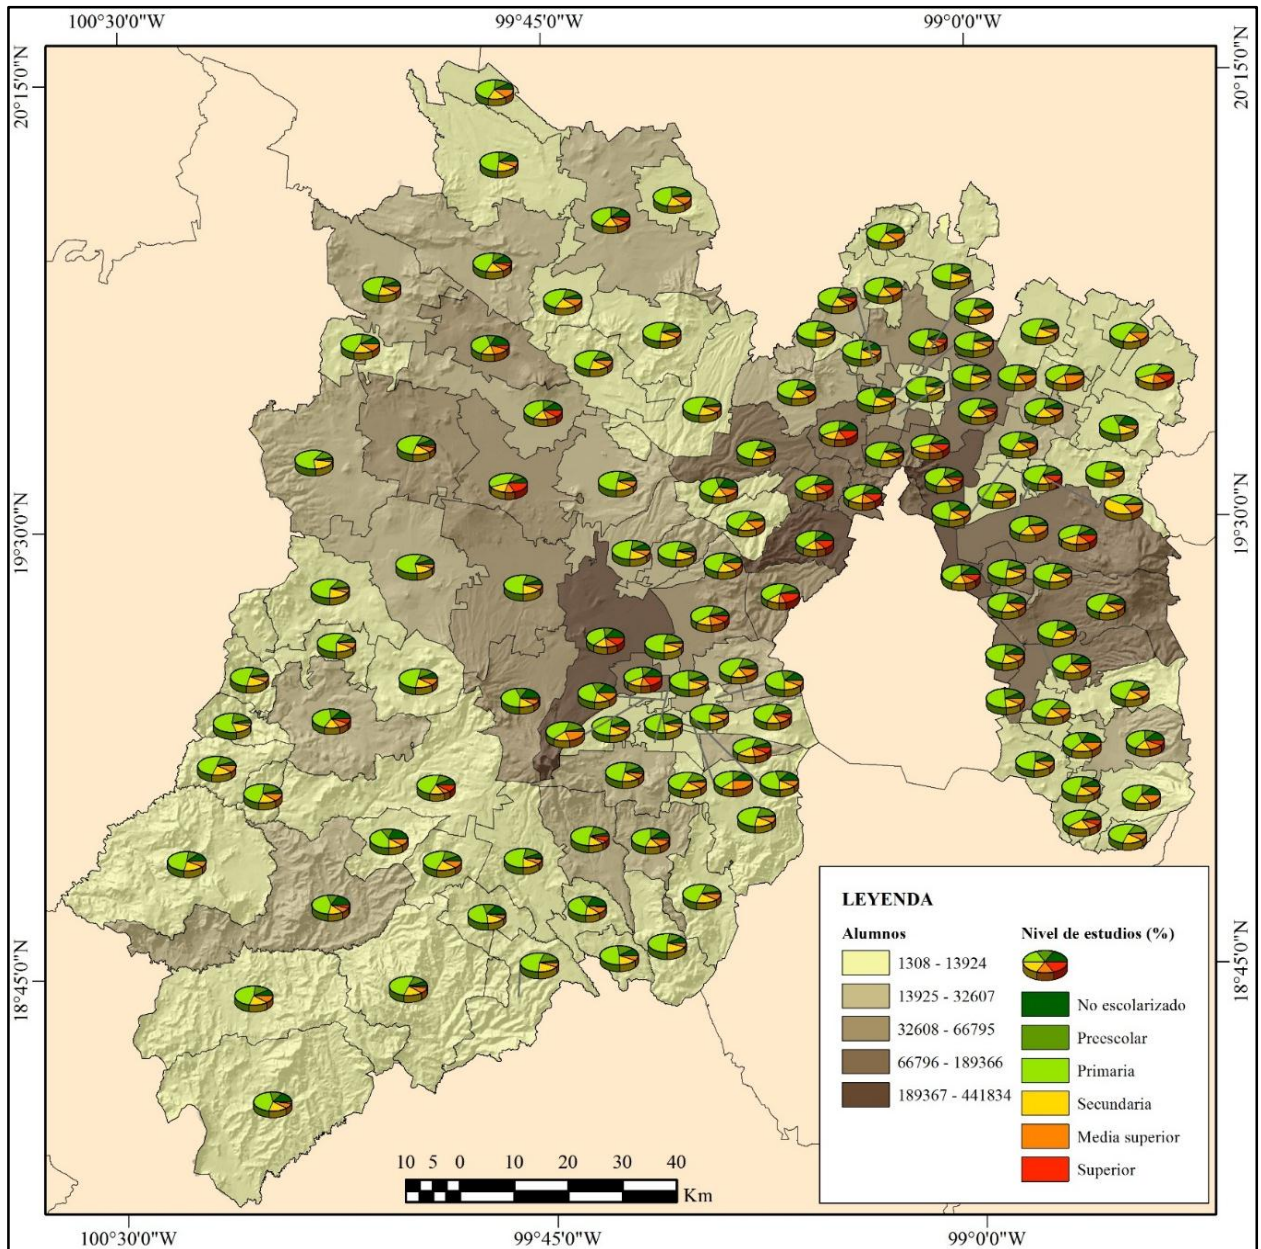 100°30'0"W 99°45'0"W 99°0'0"W
20°15'0"N 20°15'0"N
19°30'0"N 19°30'0"N
18°45'0"N 18°45'0"N
LEYENDA
Alumnos
1308 - 13924
13925 - 32607
32608 - 66795
66796 - 189366
189367 - 441834
Nivel de estudios (%)
No escolarizado
Preescolar
Primaria
Secundaria
Media superior
Superior
10 5 0 10 20 30 40
Km
100°30'0"W 99°45'0"W 99°0'0"W